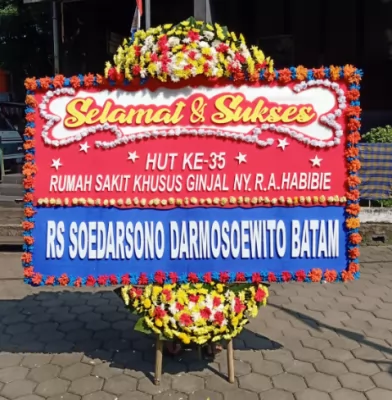 Selamat & Sukses
HUT KE-35
RUMAH SAKIT KHUSUS GINJAL NY. R.A.HABIBIE
RS SOEDARSONO DARMOSOEWITO BATAM